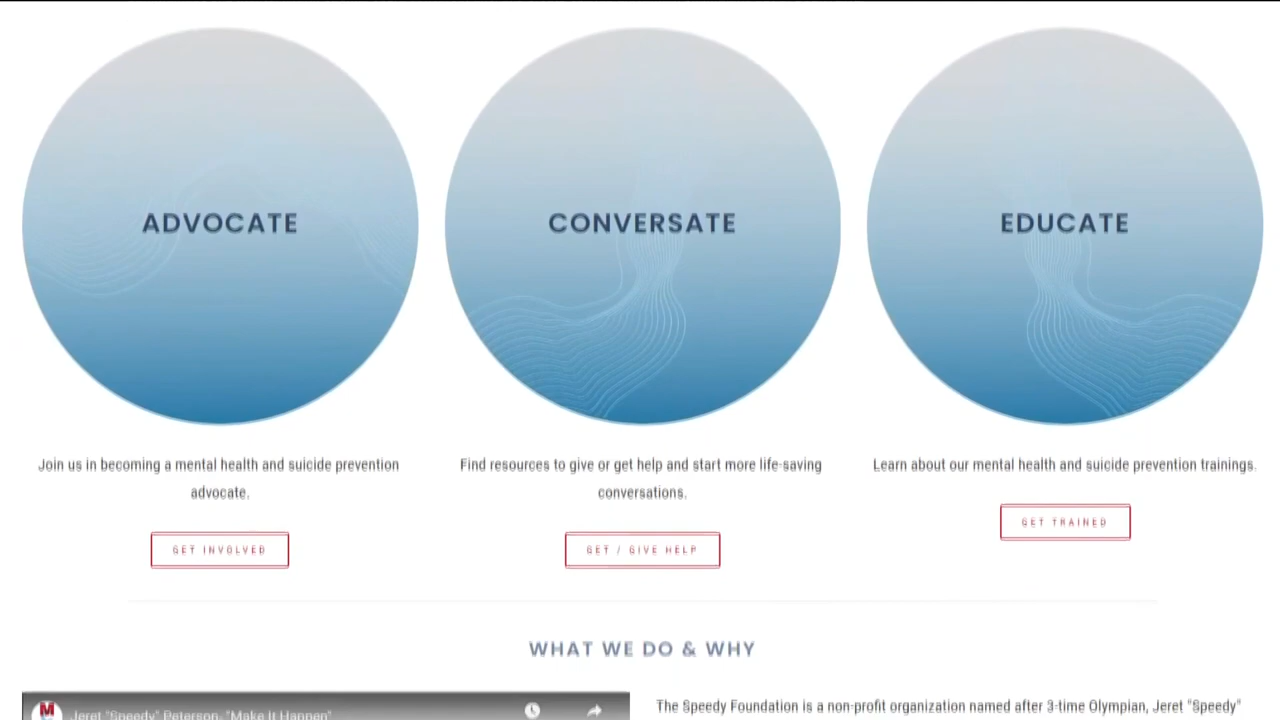 ADVOCATE
CONVERSATE
EDUCATE
Join us in becoming a mental health and suicide prevention
advocate.
GET INVOLVED
Find resources to give or get help and start more life-saving
conversations.
GET / GIVE HELP
Learn about our mental health and suicide prevention trainings.
GET TRAINED
WHAT WE DO & WHY
M
Jeret "Speedy" Peterson, "Make It Happen"
The Speedy Foundation is a non-profit organization named after 3-time Olympian, Jeret "Speedy"